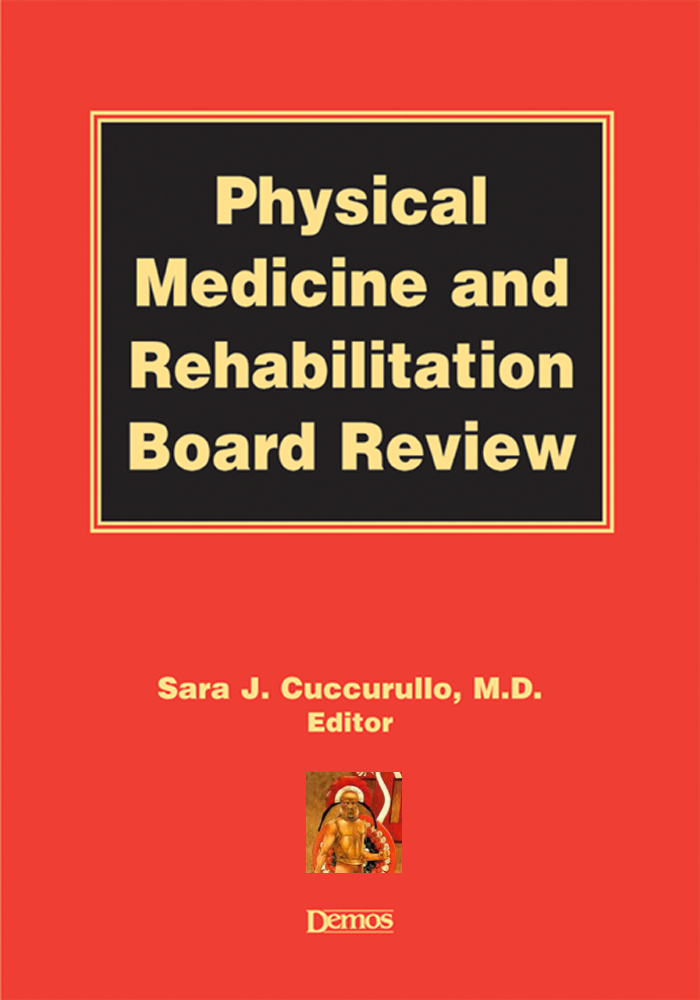 Physical
Medicine and
Rehabilitation
Board Review
Sara J. Cuccurullo, M.D.
Editor
Demos